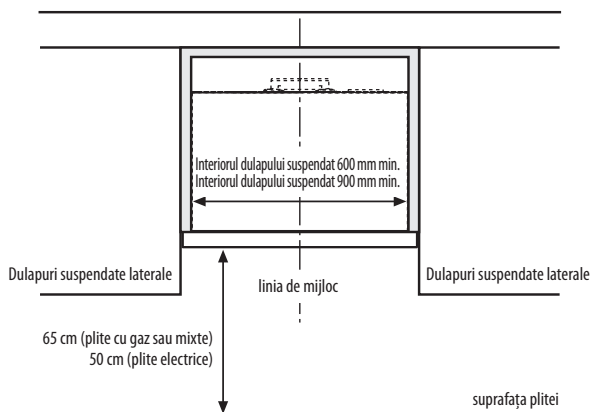 Interiorul dulapului suspendat 600 mm min.
Interiorul dulapului suspendat 900 mm min.
Dulapuri suspendate laterale
linia de mijloc
Dulapuri suspendate laterale
65 cm (plite cu gaz sau mixte)
50 cm (plite electrice)
suprafața plitei